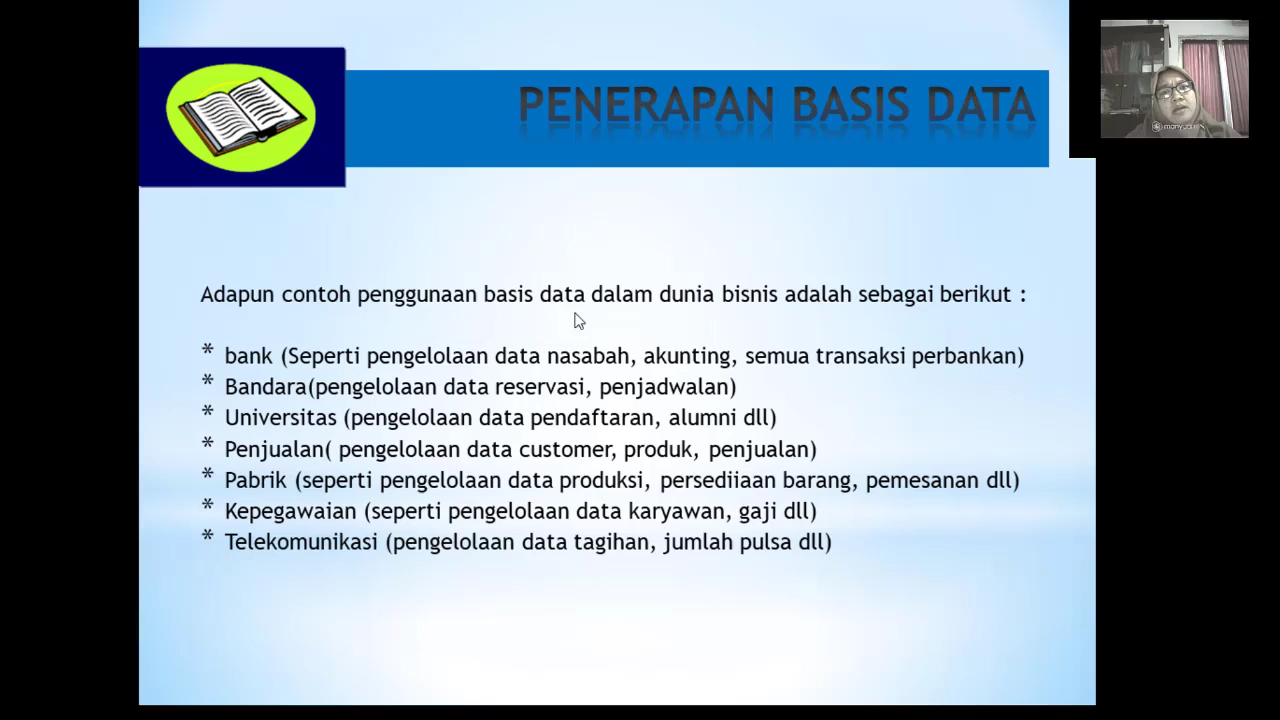 PENERAPAN BASIS DATA
Adapun contoh penggunaan basis data dalam dunia bisnis adalah sebagai berikut :
* bank (Seperti pengelolaan data nasabah, akunting, semua transaksi perbankan)
* Bandara(pengelolaan data reservasi, penjadwalan)
* Universitas (pengelolaan data pendaftaran, alumni dll)
* Penjualan( pengelolaan data customer, produk, penjualan)
* Pabrik (seperti pengelolaan data produksi, persediiaan barang, pemesanan dll)
* Kepegawaian (seperti pengelolaan data karyawan, gaji dll)
* Telekomunikasi (pengelolaan data tagihan, jumlah pulsa dll)